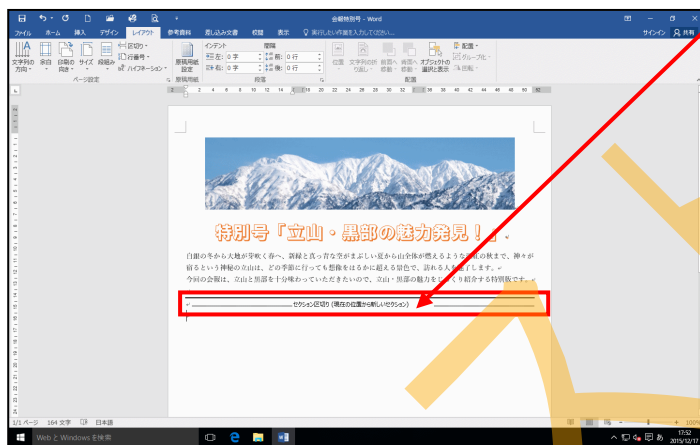 会報特別号 - Word
ファイル ホーム 挿入 デザイン レイアウト 参考資料 差し込み文書 校閲 表示 実行したい作業を入力してください... サインイン 共有
文字列の方向 余白 印刷の向き サイズ 段組み 区切り 行番号 ハイフネーション
原稿用紙設定
インデント 間隔
左: 0 字 前: 0 行
右: 0 字 後: 0 行
位置 文字列の折り返し 前面へ移動 背面へ移動 オブジェクトの選択と表示 配置 グループ化 回転
ページ設定 原稿用紙 段落 配置
特別号「立山・黒部の魅力発見！」
白銀の冬から大地が芽吹く春へ、新緑と真っ青な空がまぶしい夏から山全体が燃えるような
の秋まで、神々が
宿るという神秘の立山は、どの季節に行っても想像をはるかに超える景色で、訪れる人を
了します。
今回の会報は、立山と黒部を十分味わっていただきたいので、立山・黒部の魅力を
くり紹介する特別版です。
セクション区切り (現在の位置から新しいセクション)
1/1 ページ 164 文字 日本語
Web と Windows を検索
17:52
2015/12/17